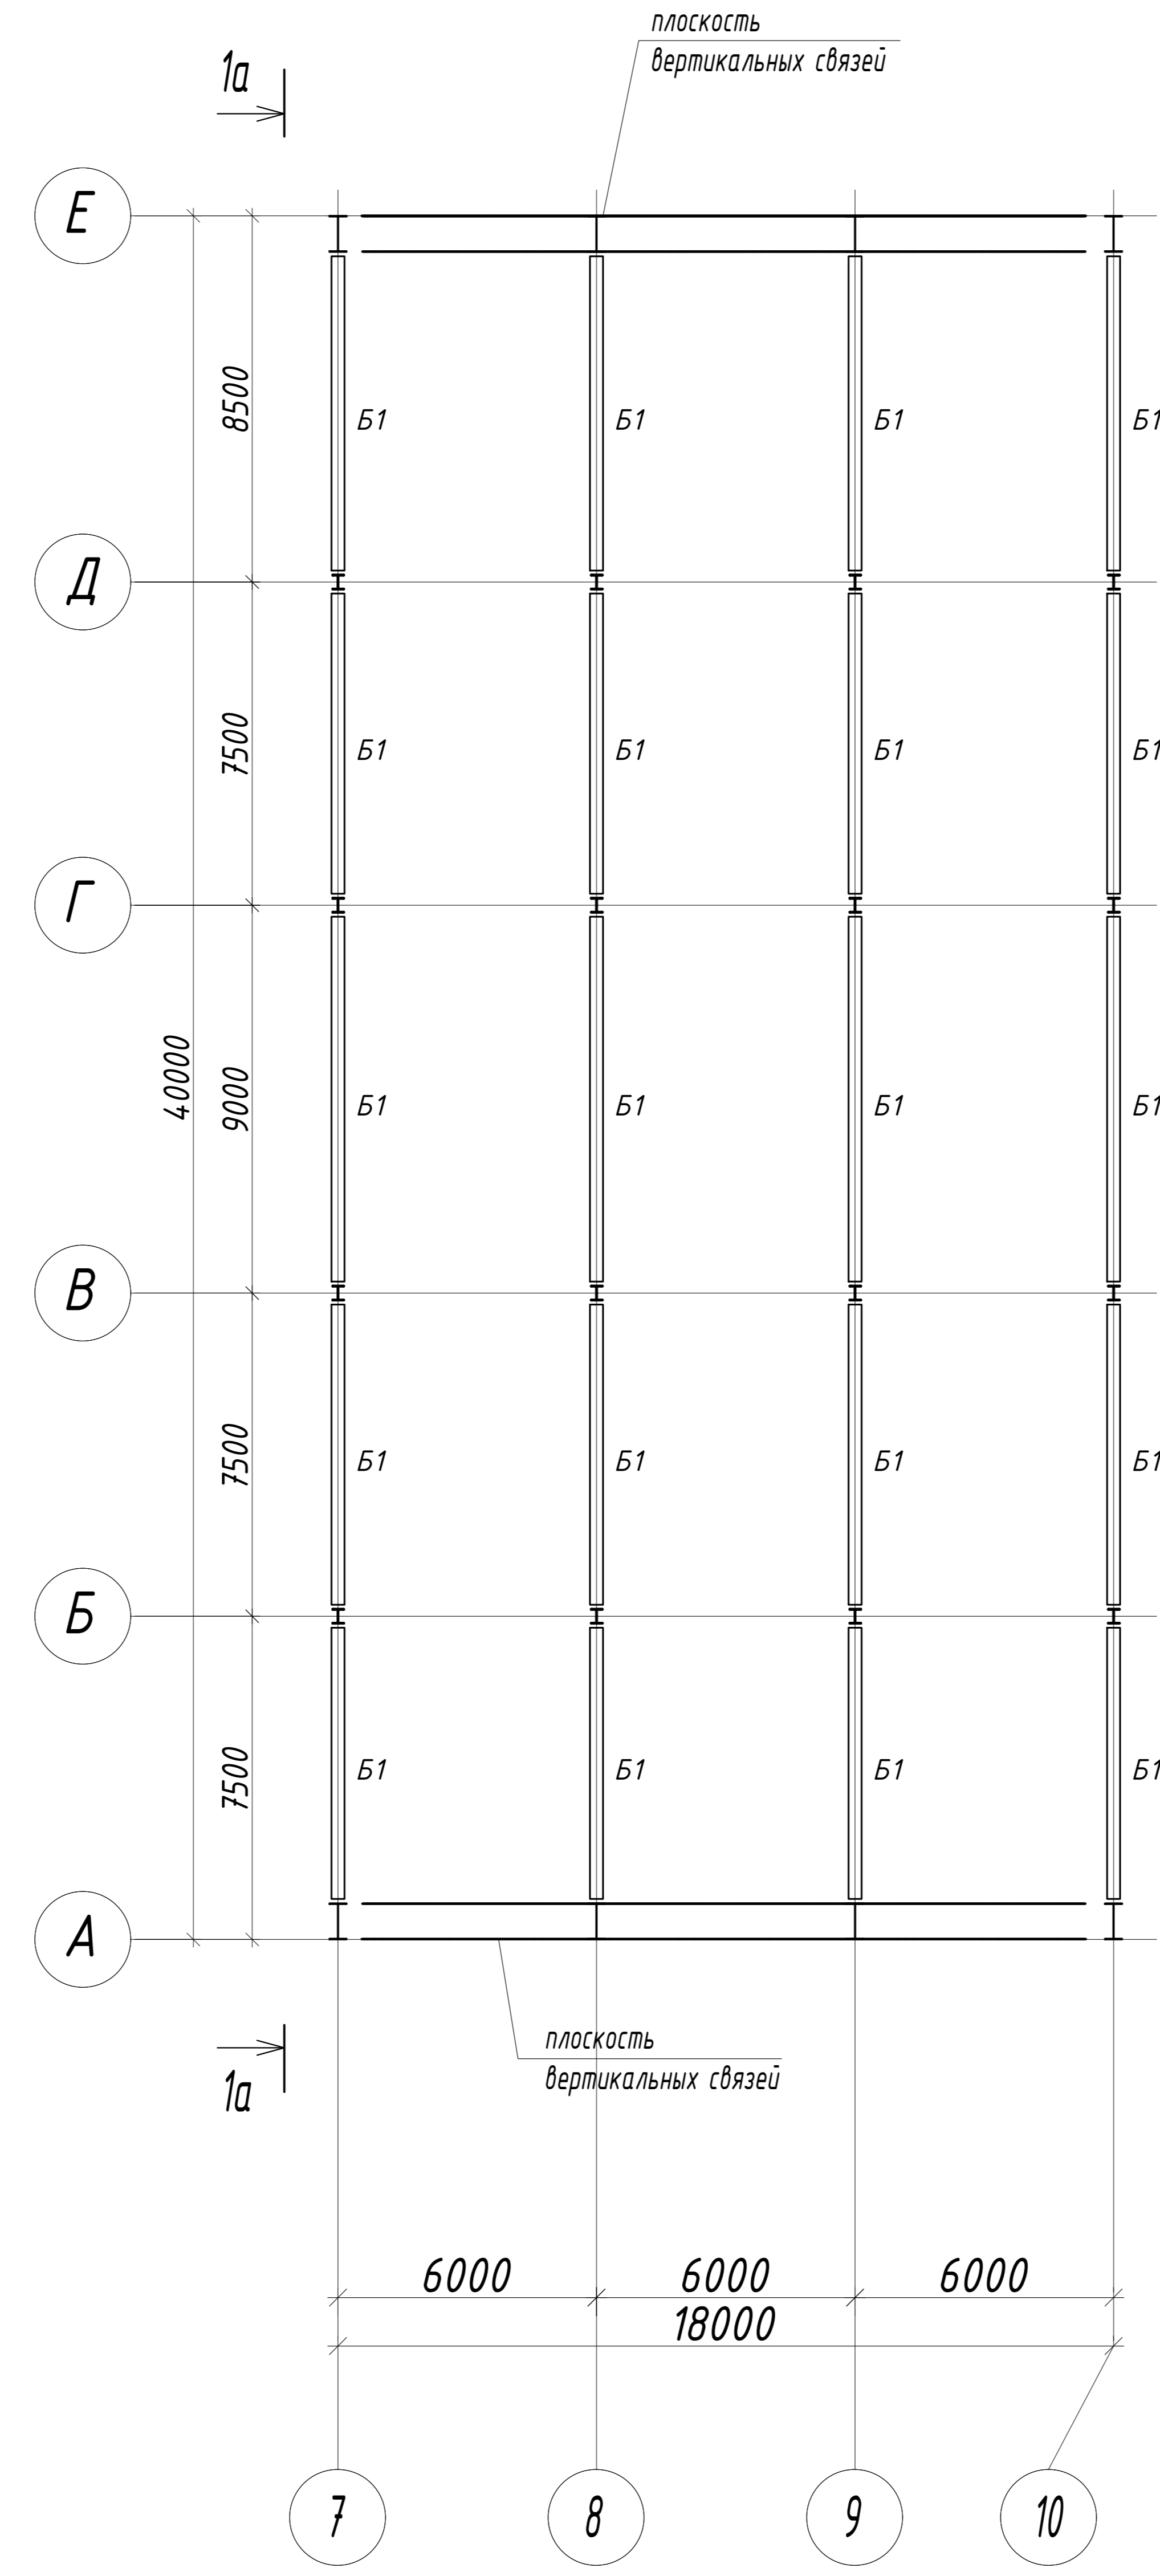 плоскость
вертикальных связей
1а
Е
8500
Б1 Б1 Б1 Б1
Д
7500
Б1 Б1 Б1 Б1
Г
40000
9000
Б1 Б1 Б1 Б1
В
7500
Б1 Б1 Б1 Б1
Б
7500
Б1 Б1 Б1 Б1
А
плоскость
вертикальных связей
1а
6000 6000 6000
18000
7 8 9 10